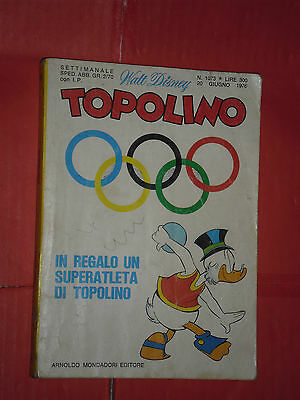 SETTIMANALE
SPED. ABB. GR. 2/70
con I.P.
Walt Disney
N. 1073 * LIRE 300
20 GIUGNO 1976
TOPOLINO
IN REGALO UN
SUPERATLETA
DI TOPOLINO
ARNOLDO MONDADORI EDITORE